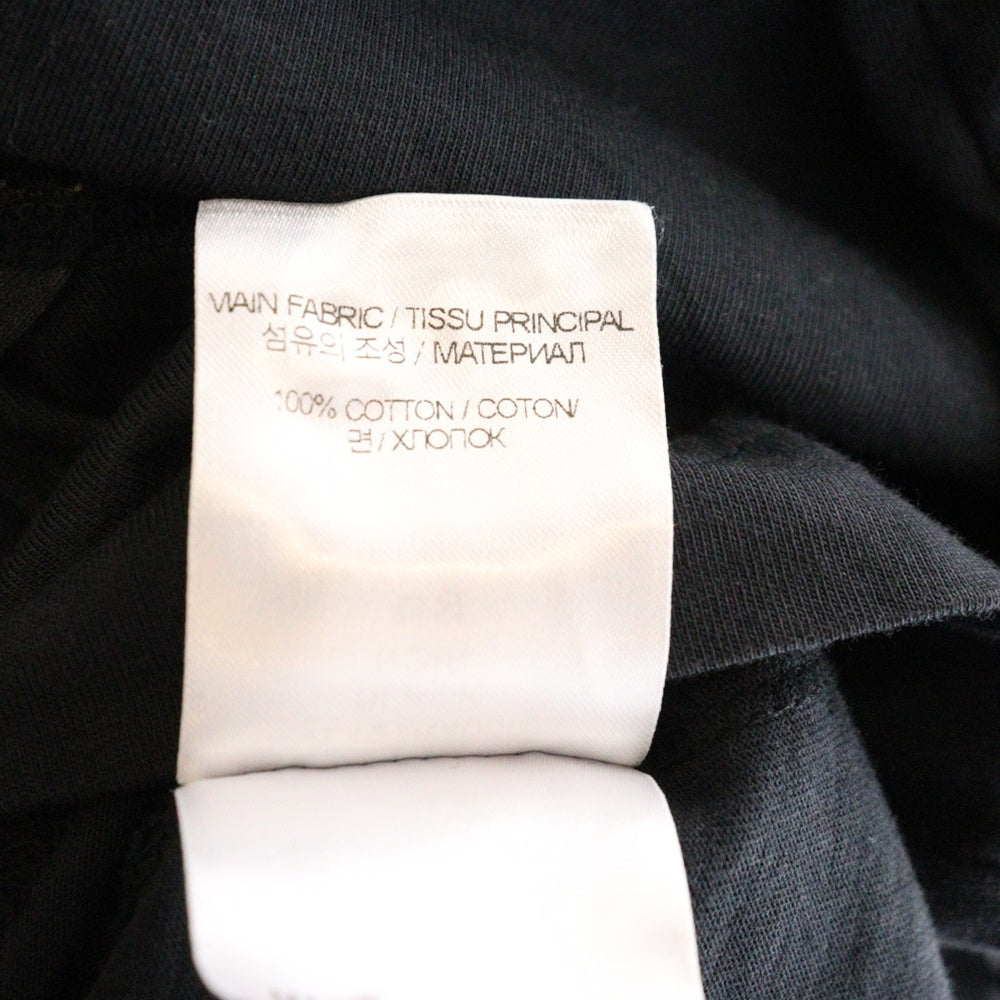 MAIN FABRIC / TISSU PRINCIPAL
섬유의 조성 / МАТЕРИАЛ
100% COTTON / COTON/
면 / ХЛОПОК